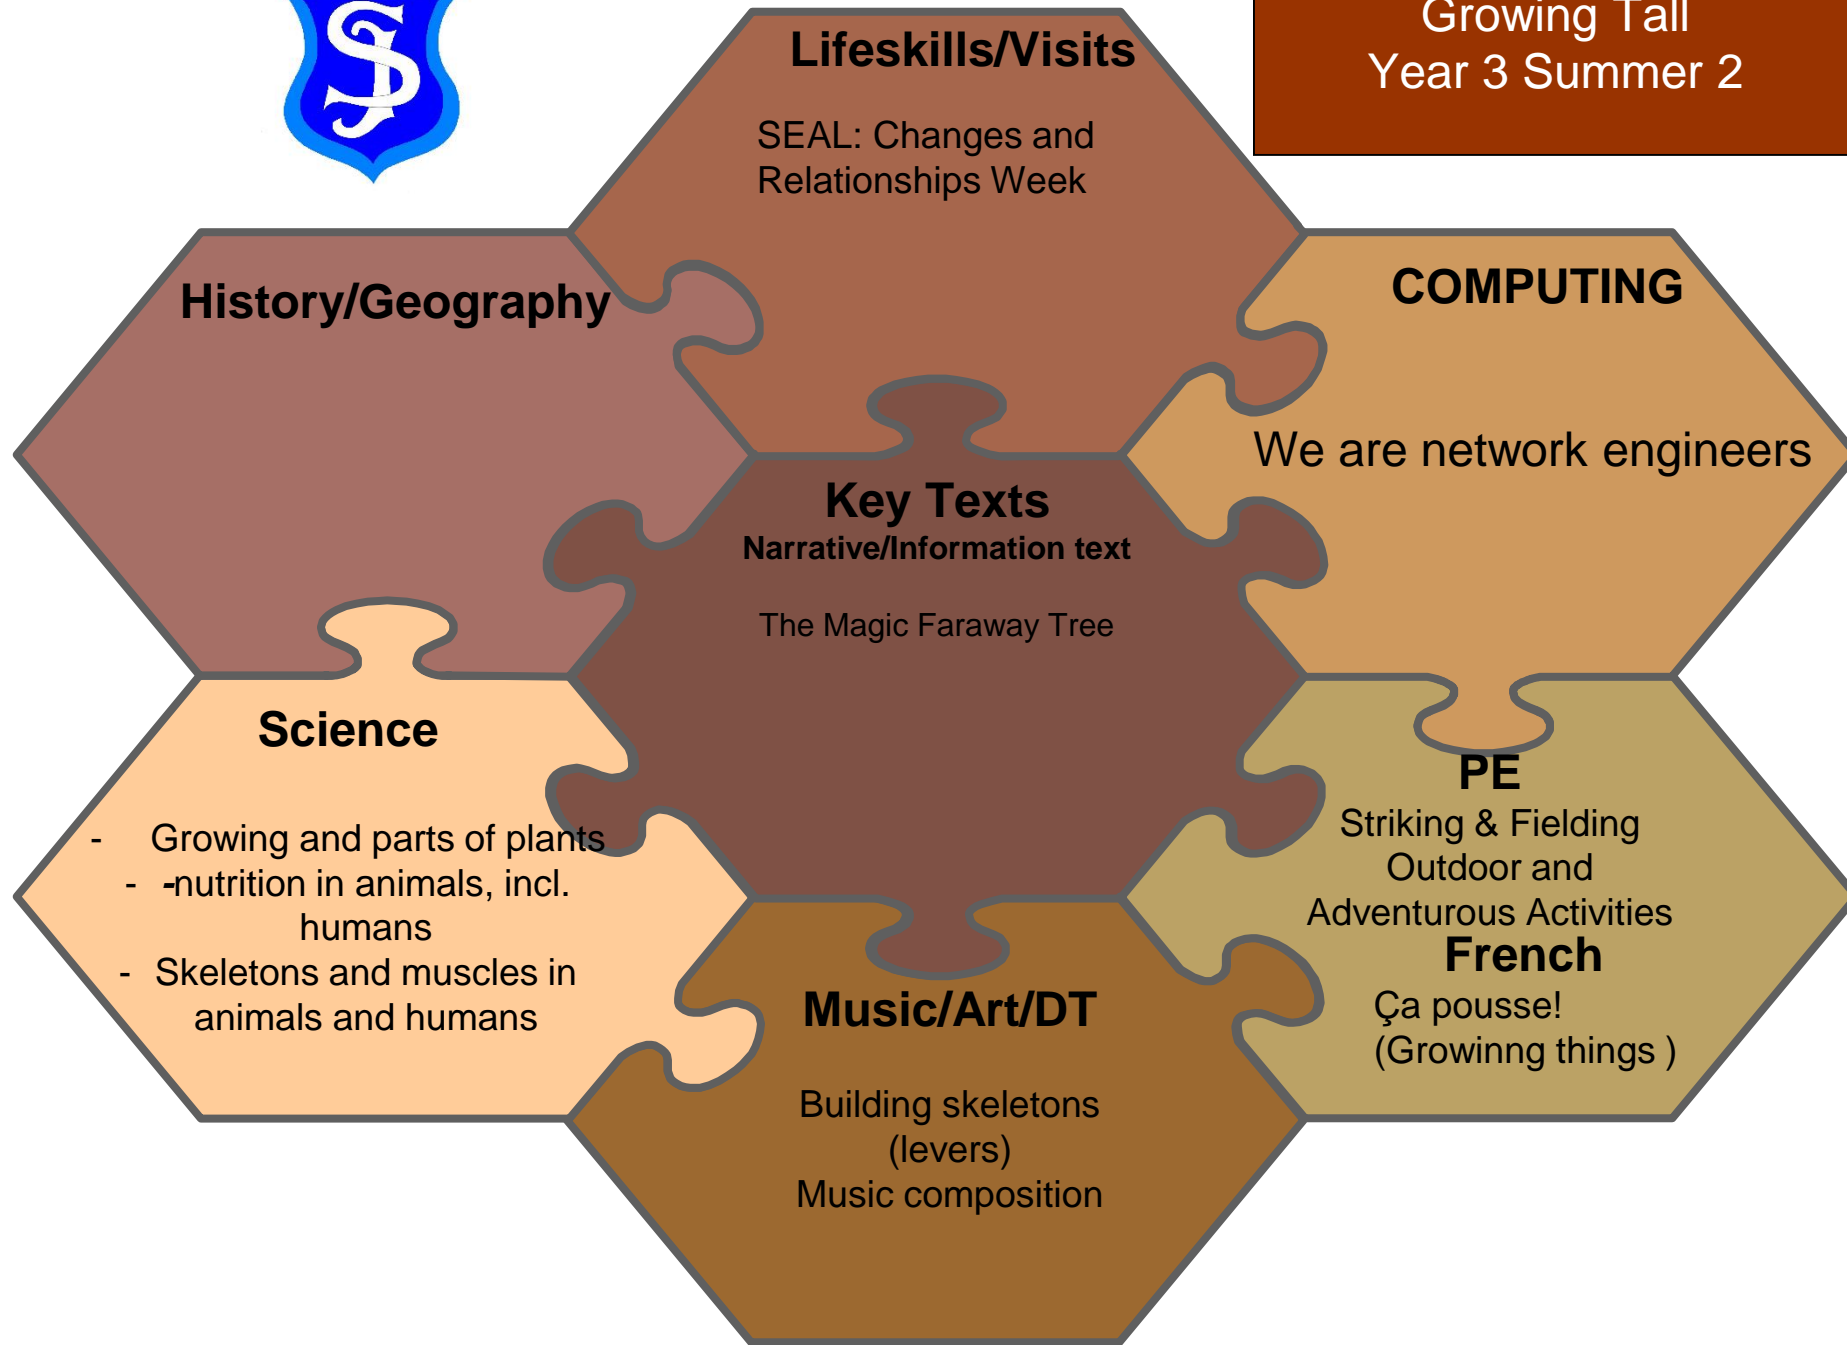 Growing Tall
Year 3 Summer 2
Lifeskills/Visits
SEAL: Changes and
Relationships Week
History/Geography
COMPUTING
We are network engineers
Key Texts
Narrative/Information text
The Magic Faraway Tree
Science
- Growing and parts of plants
- -nutrition in animals, incl.
humans
- Skeletons and muscles in
animals and humans
PE
Striking & Fielding
Outdoor and
Adventurous Activities
French
Ça pousse!
(Growinng things )
Music/Art/DT
Building skeletons
(levers)
Music composition